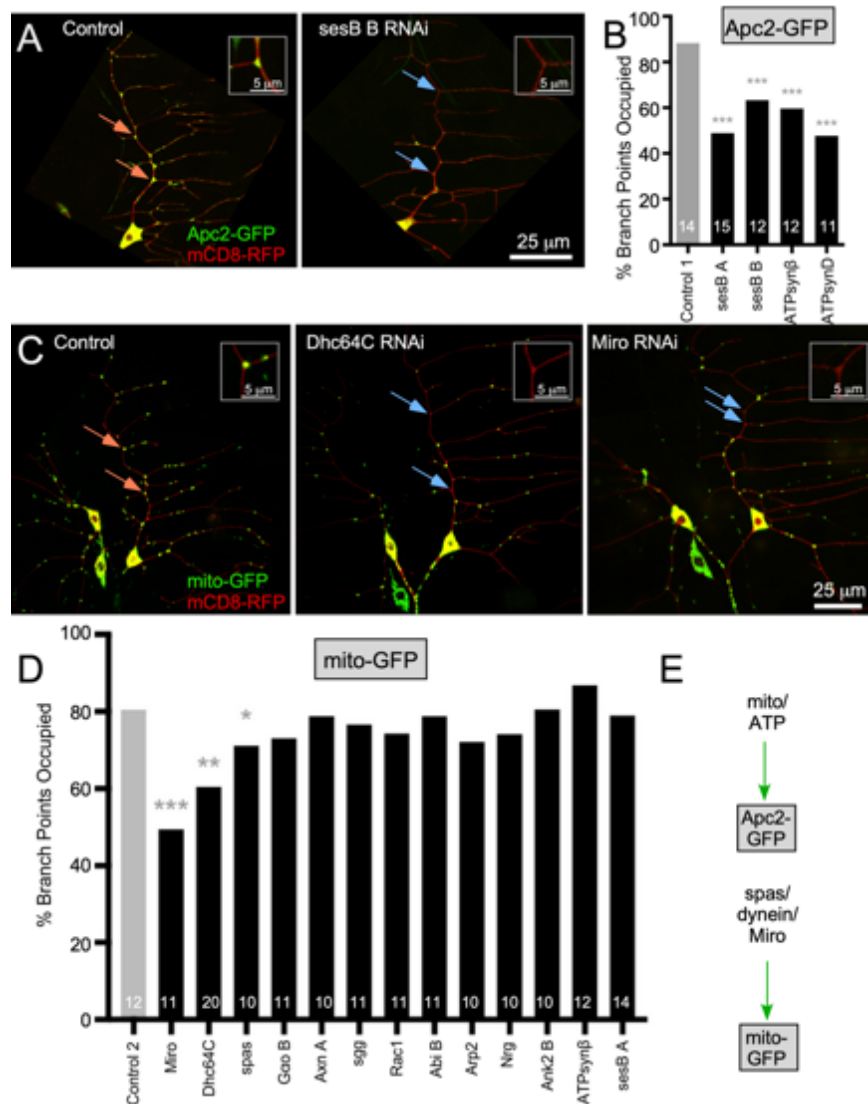 A
Control
sesB B RNAi
5 μm
5 μm
Apc2-GFP
mCD8-RFP
25 μm
B
Apc2-GFP
% Branch Points Occupied
100
80
60
40
20
0
***
***
***
***
14
15
12
12
11
Control 1
sesB A
sesB B
ATPsynβ
ATPsynD
C
Control
Dhc64C RNAi
Miro RNAi
5 μm
5 μm
5 μm
mito-GFP
mCD8-RFP
25 μm
D
mito-GFP
% Branch Points Occupied
100
80
60
40
20
0
***
**
*
12
11
20
10
11
10
11
11
11
10
10
10
12
14
Control 2
Miro
Dhc64C
spas
Gαo B
Axn A
sgg
Rac1
Abi B
Arp2
Nrg
Ank2 B
ATPsynβ
sesB A
E
mito/
ATP
Apc2-
GFP
spas/
dynein/
Miro
mito-
GFP